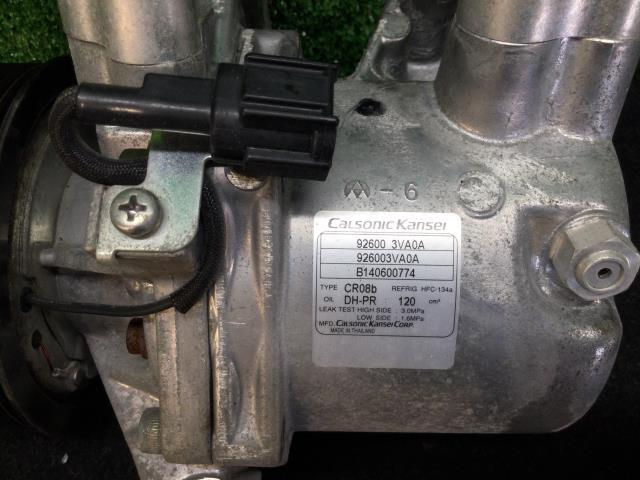 - 6
Calsonic Kansei
92600 3VA0A
926003VA0A
B140600774
TYPE CR08b REFRIG HFC-134a
OIL DH-PR : 120 cm³
LEAK TEST HIGH SIDE : 3.0MPa
LOW SIDE : 1.6MPa
MFD. CALSONIC KANSEI CORP.
MADE IN THAILAND